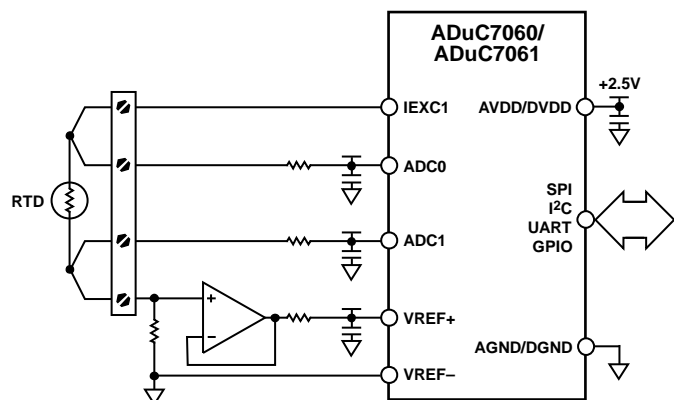 ADuC7060/
ADuC7061
+2.5V
IEXC1
AVDD/DVDD
ADC0
SPI
I²C
UART
GPIO
RTD
ADC1
+
–
VREF+
AGND/DGND
VREF–